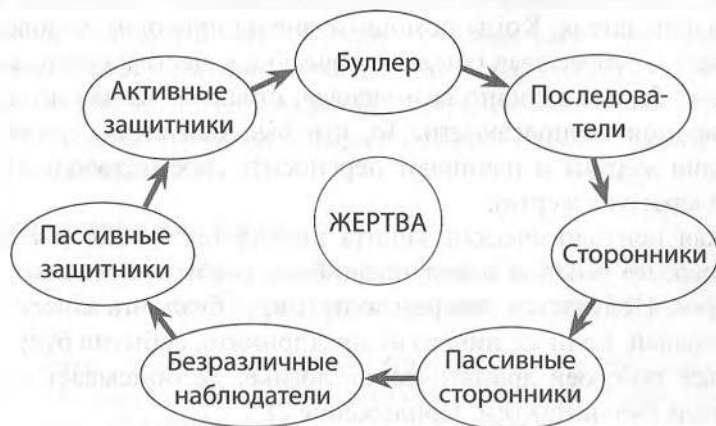 Буллер
Последова-
тели
Сторонники
Пассивные
сторонники
Безразличные
наблюдатели
Пассивные
защитники
Активные
защитники
ЖЕРТВА